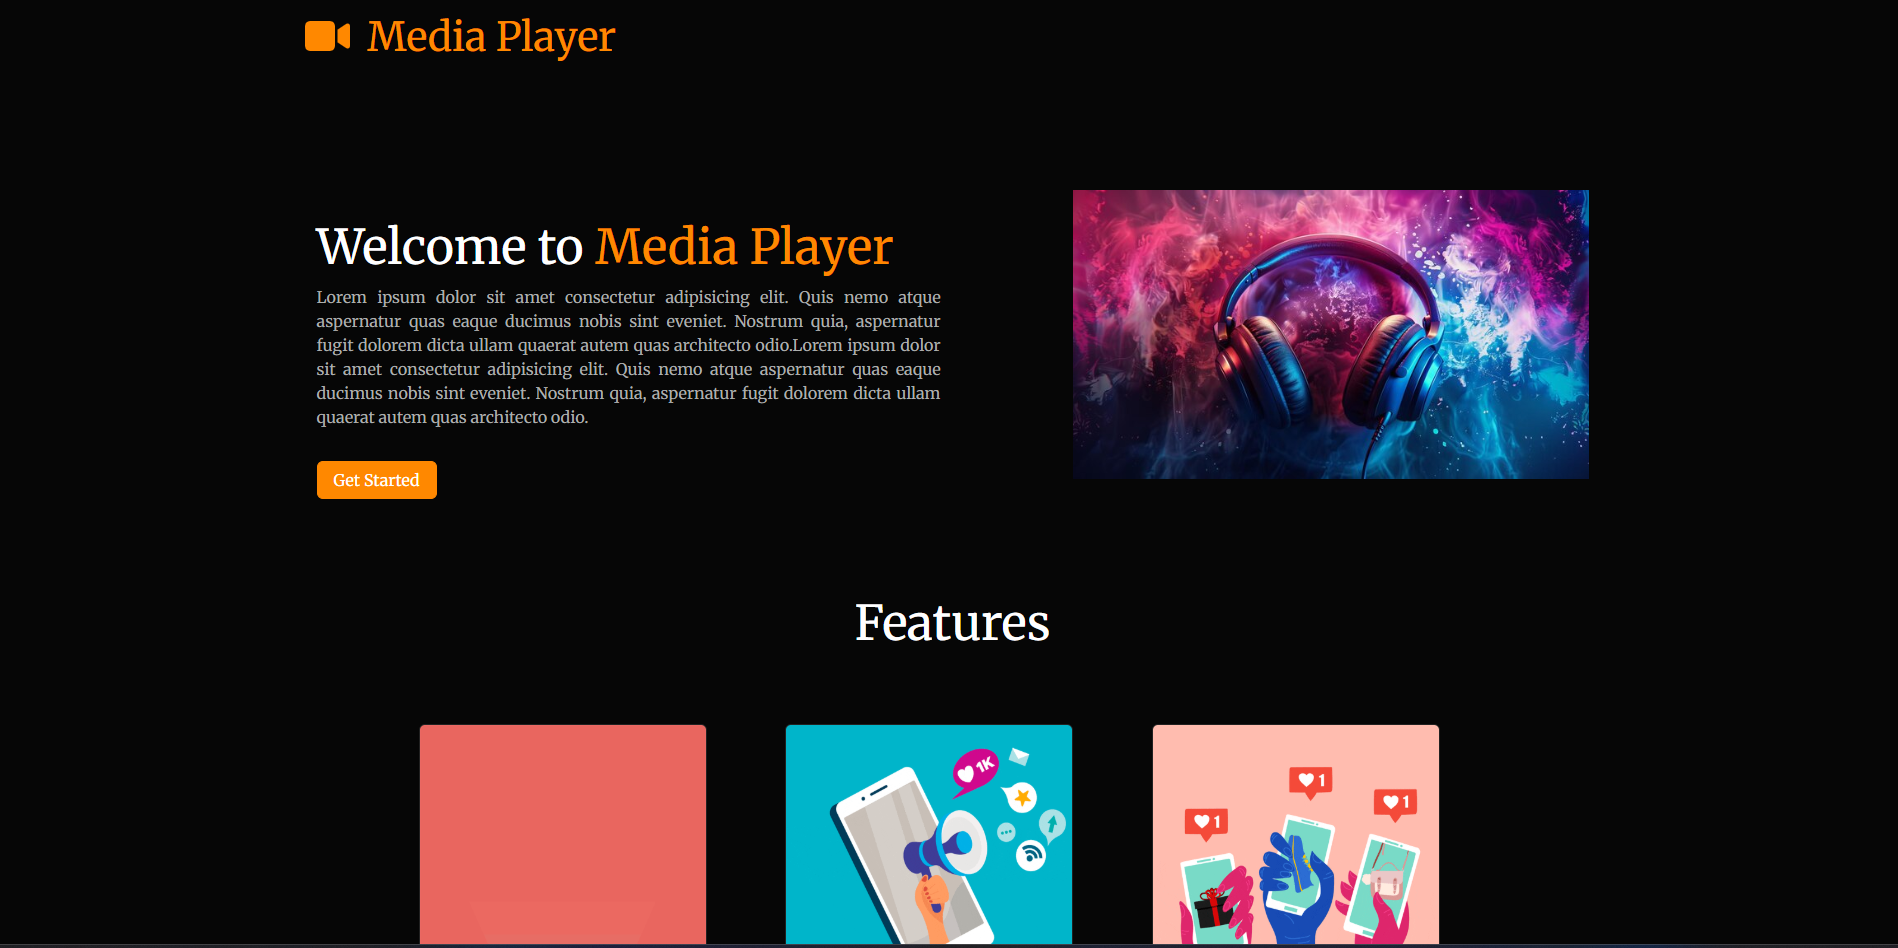 Media Player
Welcome to Media Player
Lorem ipsum dolor sit amet consectetur adipisicing elit. Quis nemo atque
aspernatur quas eaque ducimus nobis sint eveniet. Nostrum quia, aspernatur
fugit dolorem dicta ullam quaerat autem quas architecto odio.Lorem ipsum dolor
sit amet consectetur adipisicing elit. Quis nemo atque aspernatur quas eaque
ducimus nobis sint eveniet. Nostrum quia, aspernatur fugit dolorem dicta ullam
quaerat autem quas architecto odio.
Get Started
Features
1K
1
1
1